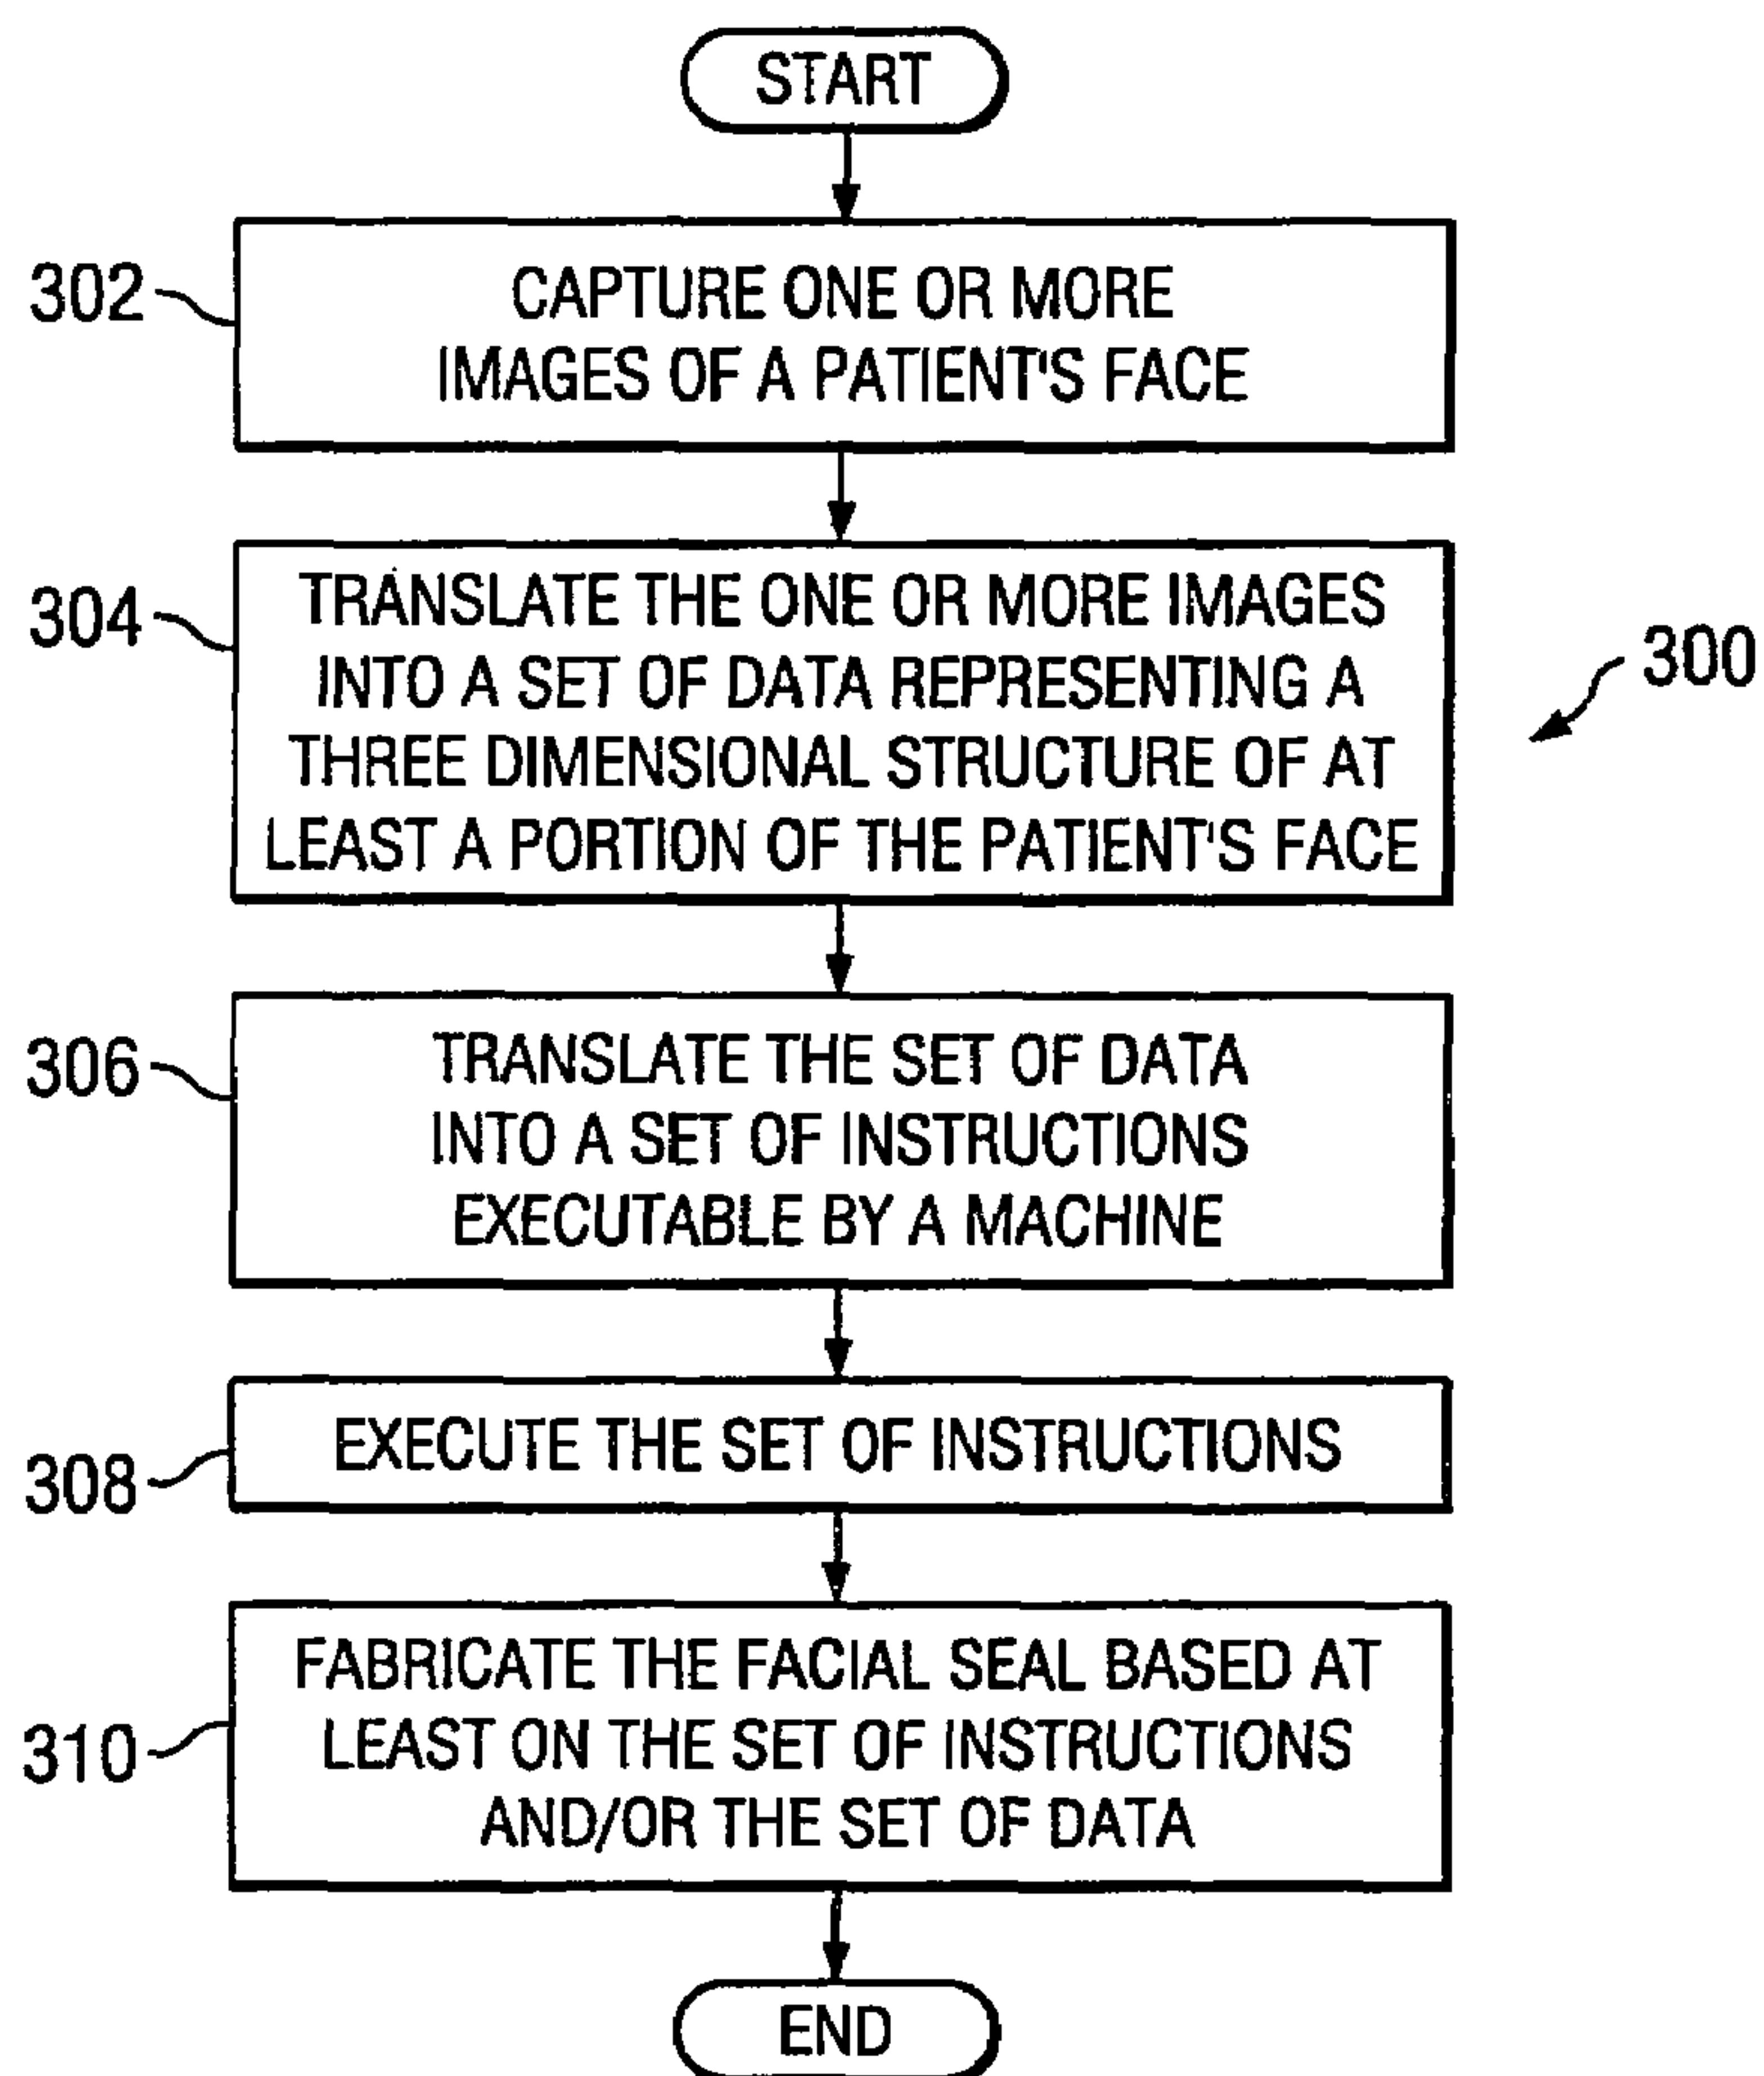 START
302
CAPTURE ONE OR MORE
IMAGES OF A PATIENT'S FACE
304
TRANSLATE THE ONE OR MORE IMAGES
INTO A SET OF DATA REPRESENTING A
THREE DIMENSIONAL STRUCTURE OF AT
LEAST A PORTION OF THE PATIENT'S FACE
300
306
TRANSLATE THE SET OF DATA
INTO A SET OF INSTRUCTIONS
EXECUTABLE BY A MACHINE
308
EXECUTE THE SET OF INSTRUCTIONS
310
FABRICATE THE FACIAL SEAL BASED AT
LEAST ON THE SET OF INSTRUCTIONS
AND/OR THE SET OF DATA
END